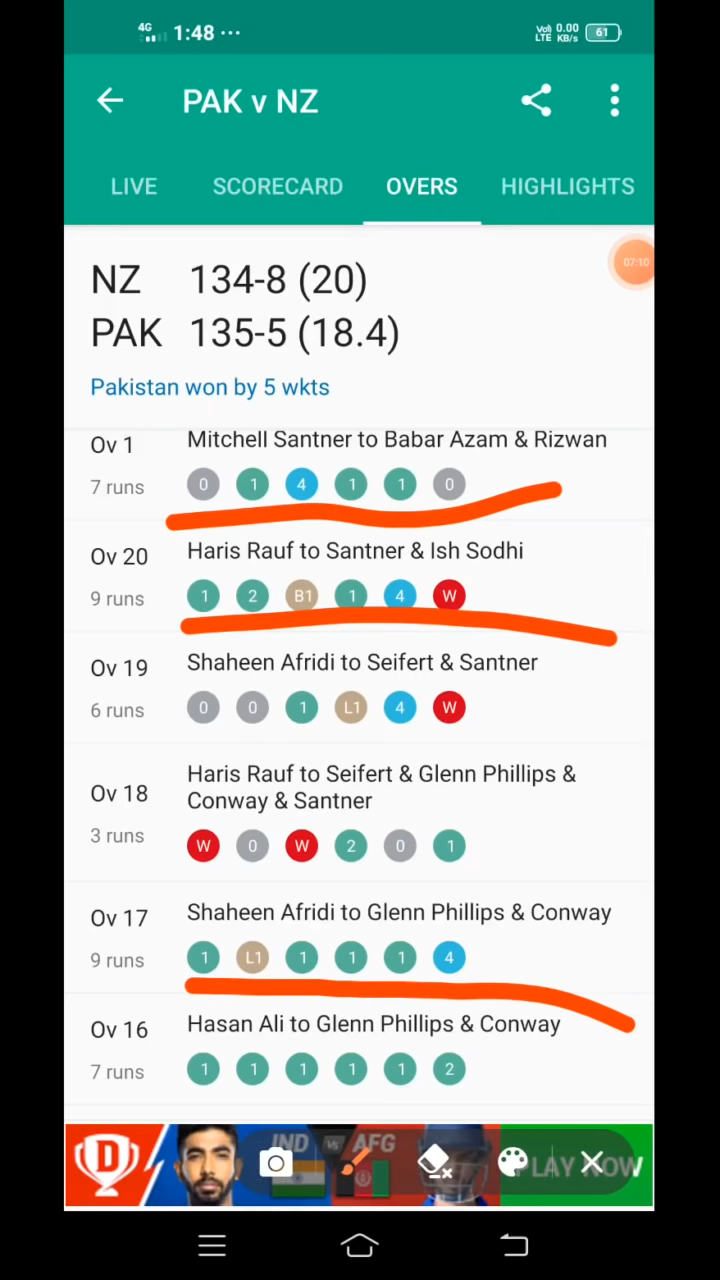 4G 1:48 ... Vo) LTE 0.00 KB/s 61
PAK v NZ
LIVE SCORECARD OVERS HIGHLIGHTS
07:10
NZ 134-8 (20)
PAK 135-5 (18.4)
Pakistan won by 5 wkts
Ov 1 Mitchell Santner to Babar Azam & Rizwan
7 runs 0 1 4 1 1 0
Ov 20 Haris Rauf to Santner & Ish Sodhi
9 runs 1 2 B1 1 4 W
Ov 19 Shaheen Afridi to Seifert & Santner
6 runs 0 0 1 L1 4 W
Ov 18 Haris Rauf to Seifert & Glenn Phillips &
Conway & Santner
3 runs W 0 W 2 0 1
Ov 17 Shaheen Afridi to Glenn Phillips & Conway
9 runs 1 L1 1 1 1 4
Ov 16 Hasan Ali to Glenn Phillips & Conway
7 runs 1 1 1 1 1 2
D IND VS AFG PLAY NOW